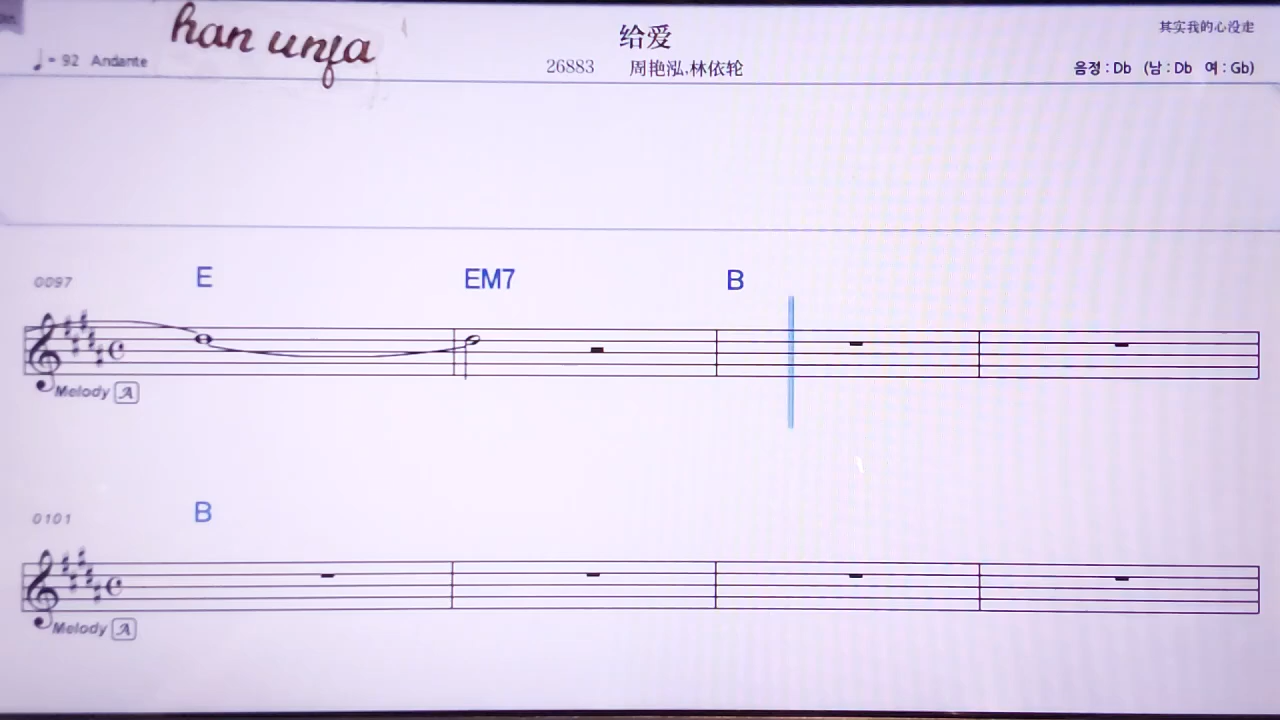 han unfa
给爱
其实我的心没走
♩= 92 Andante
26883 周艳泓,林依轮
음정 : Db (남 : Db 여 : Gb)
0097
E EM7 B
Melody A
0101
B
Melody A